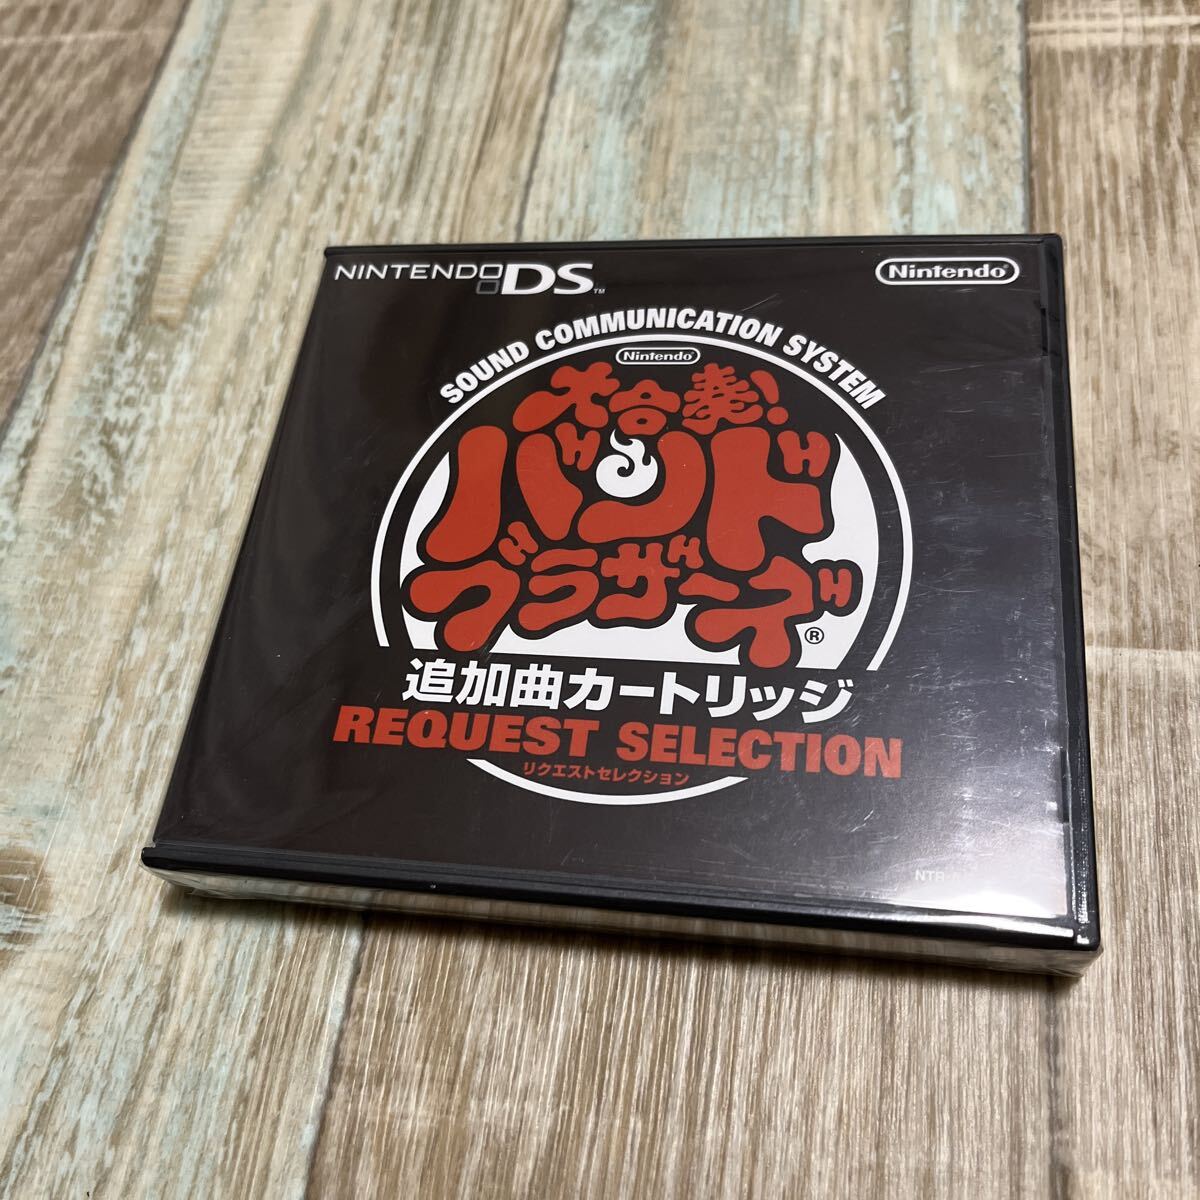 NINTENDO DS™
Nintendo
SOUND COMMUNICATION SYSTEM
Nintendo
大合奏!
バンド
ブラザーズ®
追加曲カートリッジ
REQUEST SELECTION
リクエストセレクション